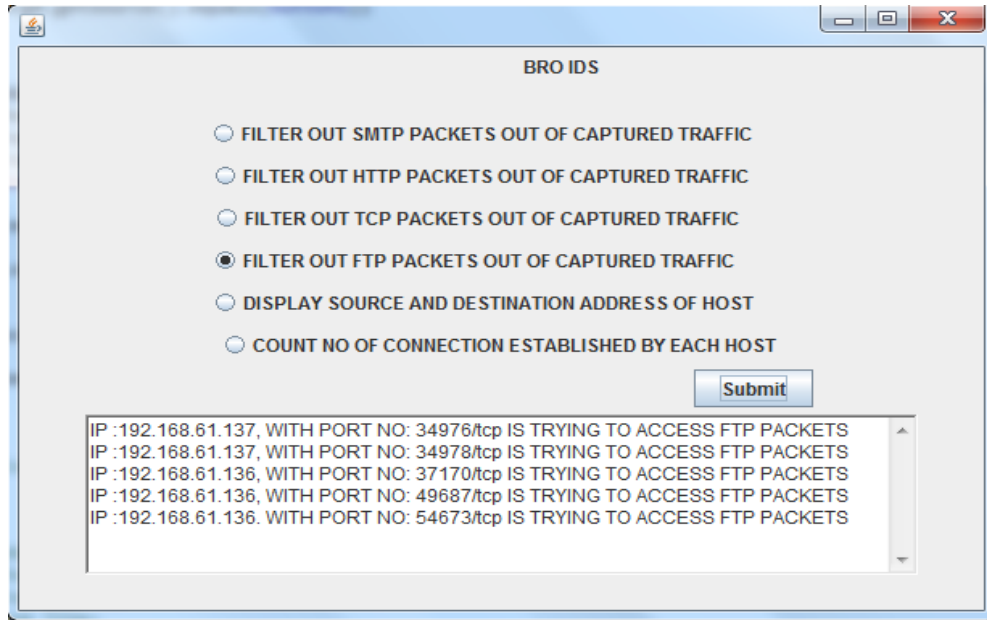 BRO IDS
FILTER OUT SMTP PACKETS OUT OF CAPTURED TRAFFIC
FILTER OUT HTTP PACKETS OUT OF CAPTURED TRAFFIC
FILTER OUT TCP PACKETS OUT OF CAPTURED TRAFFIC
FILTER OUT FTP PACKETS OUT OF CAPTURED TRAFFIC
DISPLAY SOURCE AND DESTINATION ADDRESS OF HOST
COUNT NO OF CONNECTION ESTABLISHED BY EACH HOST
Submit
IP :192.168.61.137, WITH PORT NO: 34976/tcp IS TRYING TO ACCESS FTP PACKETS
IP :192.168.61.137, WITH PORT NO: 34978/tcp IS TRYING TO ACCESS FTP PACKETS
IP :192.168.61.136, WITH PORT NO: 37170/tcp IS TRYING TO ACCESS FTP PACKETS
IP :192.168.61.136, WITH PORT NO: 49687/tcp IS TRYING TO ACCESS FTP PACKETS
IP :192.168.61.136. WITH PORT NO: 54673/tcp IS TRYING TO ACCESS FTP PACKETS